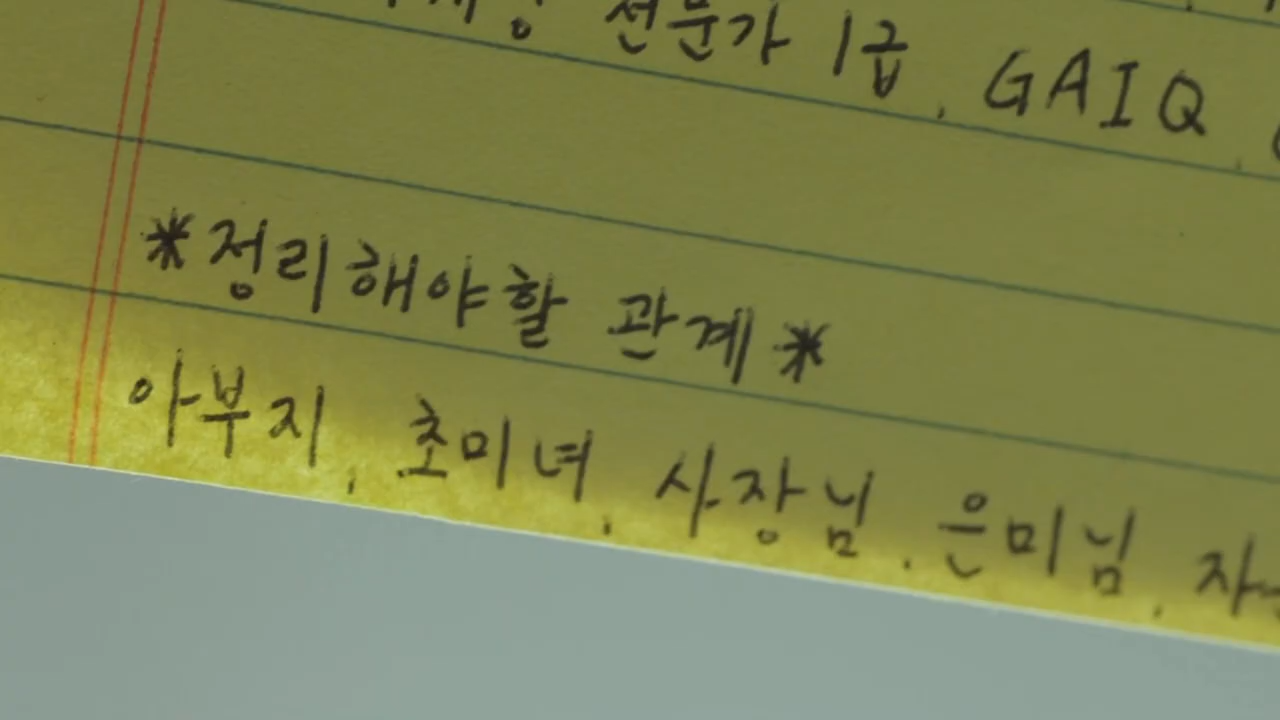 전문가 1급, GAIQ,
*정리해야할 관계*
아부지, 초미녀, 사장님, 은미님,